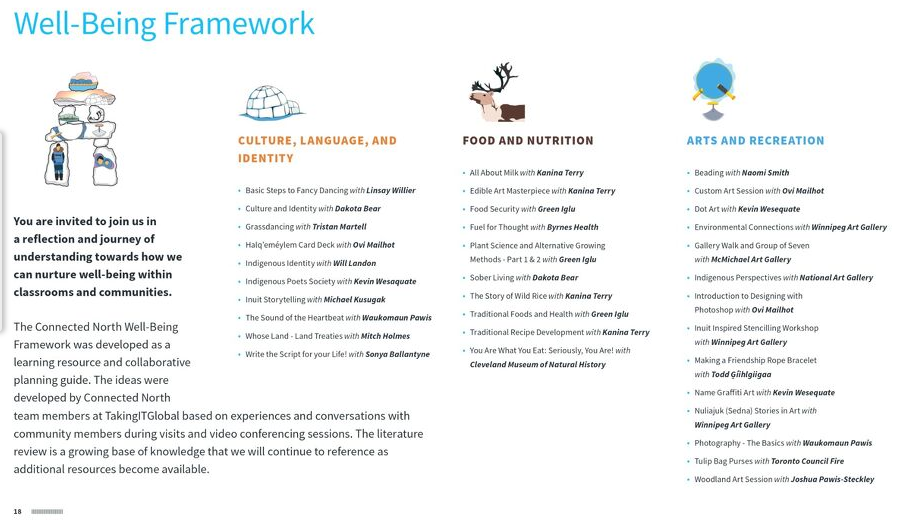 Well-Being Framework
You are invited to join us in
a reflection and journey of
understanding towards how we
can nurture well-being within
classrooms and communities.
The Connected North Well-Being
Framework was developed as a
learning resource and collaborative
planning guide. The ideas were
developed by Connected North
team members at TakingITGlobal based on experiences and conversations with
community members during visits and video conferencing sessions. The literature
review is a growing base of knowledge that we will continue to reference as
additional resources become available.
CULTURE, LANGUAGE, AND
IDENTITY
• Basic Steps to Fancy Dancing with Linsay Willier
• Culture and Identity with Dakota Bear
• Grassdancing with Tristan Martell
• Halq'eméylem Card Deck with Ovi Mailhot
• Indigenous Identity with Will Landon
• Indigenous Poets Society with Kevin Wesaquate
• Inuit Storytelling with Michael Kusugak
• The Sound of the Heartbeat with Waukomaun Pawis
• Whose Land - Land Treaties with Mitch Holmes
• Write the Script for your Life! with Sonya Ballantyne
FOOD AND NUTRITION
• All About Milk with Kanina Terry
• Edible Art Masterpiece with Kanina Terry
• Food Security with Green Iglu
• Fuel for Thought with Byrnes Health
• Plant Science and Alternative Growing
Methods - Part 1 & 2 with Green Iglu
• Sober Living with Dakota Bear
• The Story of Wild Rice with Kanina Terry
• Traditional Foods and Health with Green Iglu
• Traditional Recipe Development with Kanina Terry
• You Are What You Eat: Seriously, You Are! with
Cleveland Museum of Natural History
ARTS AND RECREATION
• Beading with Naomi Smith
• Custom Art Session with Ovi Mailhot
• Dot Art with Kevin Wesequate
• Environmental Connections with Winnipeg Art Gallery
• Gallery Walk and Group of Seven
with McMichael Art Gallery
• Indigenous Perspectives with National Art Gallery
• Introduction to Designing with
Photoshop with Ovi Mailhot
• Inuit Inspired Stencilling Workshop
with Winnipeg Art Gallery
• Making a Friendship Rope Bracelet
with Todd G̱íihlgiigaa
• Name Graffiti Art with Kevin Wesequate
• Nuliajuk (Sedna) Stories in Art with
Winnipeg Art Gallery
• Photography - The Basics with Waukomaun Pawis
• Tulip Bag Purses with Toronto Council Fire
• Woodland Art Session with Joshua Pawis-Steckley
18